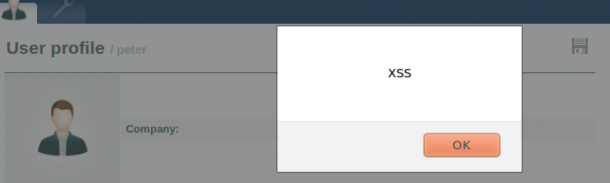 User profile / peter
xss
Company:
OK